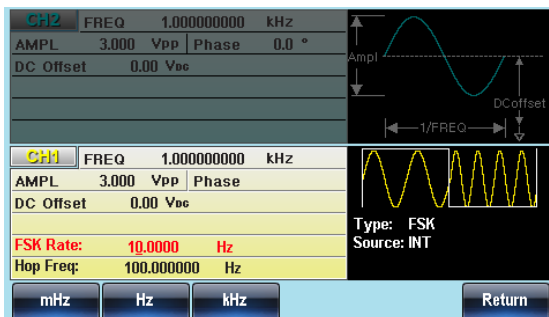 CH2 FREQ 1.000000000 kHz
AMPL 3.000 Vpp Phase 0.0 °
DC Offset 0.00 VDC
Ampl
DCoffset
1/FREQ
CH1 FREQ 1.000000000 kHz
AMPL 3.000 Vpp Phase
DC Offset 0.00 VDC
Type: FSK
Source: INT
FSK Rate: 10.0000 Hz
Hop Freq: 100.000000 Hz
mHz Hz kHz Return